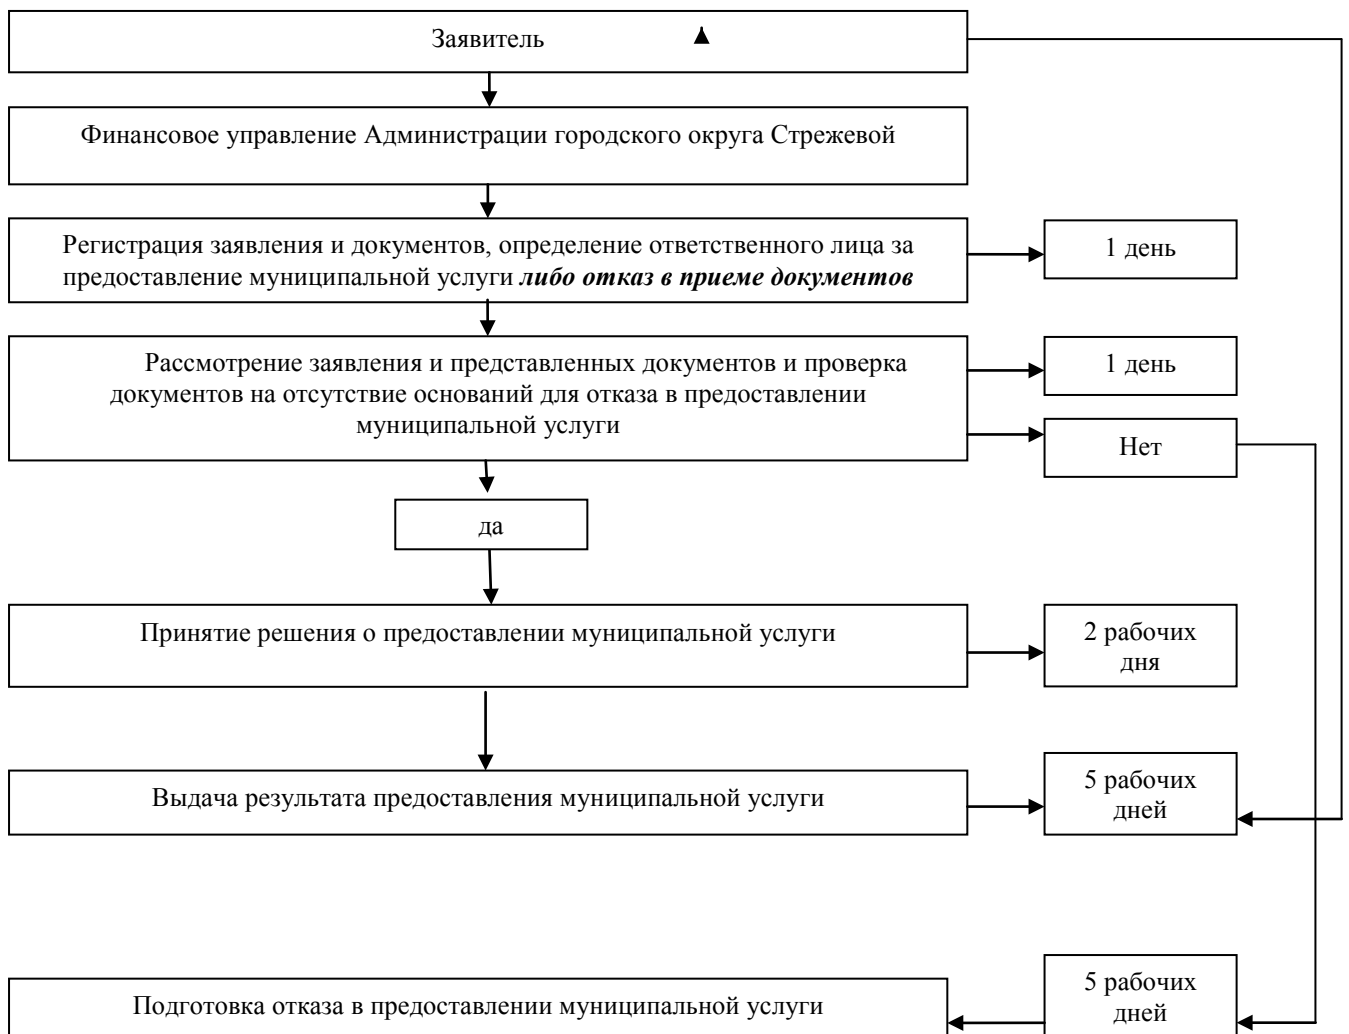 Заявитель
Финансовое управление Администрации городского округа Стрежевой
Регистрация заявления и документов, определение ответственного лица за
предоставление муниципальной услуги либо отказ в приеме документов
1 день
Рассмотрение заявления и представленных документов и проверка
документов на отсутствие оснований для отказа в предоставлении
муниципальной услуги
1 день
Нет
да
Принятие решения о предоставлении муниципальной услуги
2 рабочих
дня
Выдача результата предоставления муниципальной услуги
5 рабочих
дней
Подготовка отказа в предоставлении муниципальной услуги
5 рабочих
дней